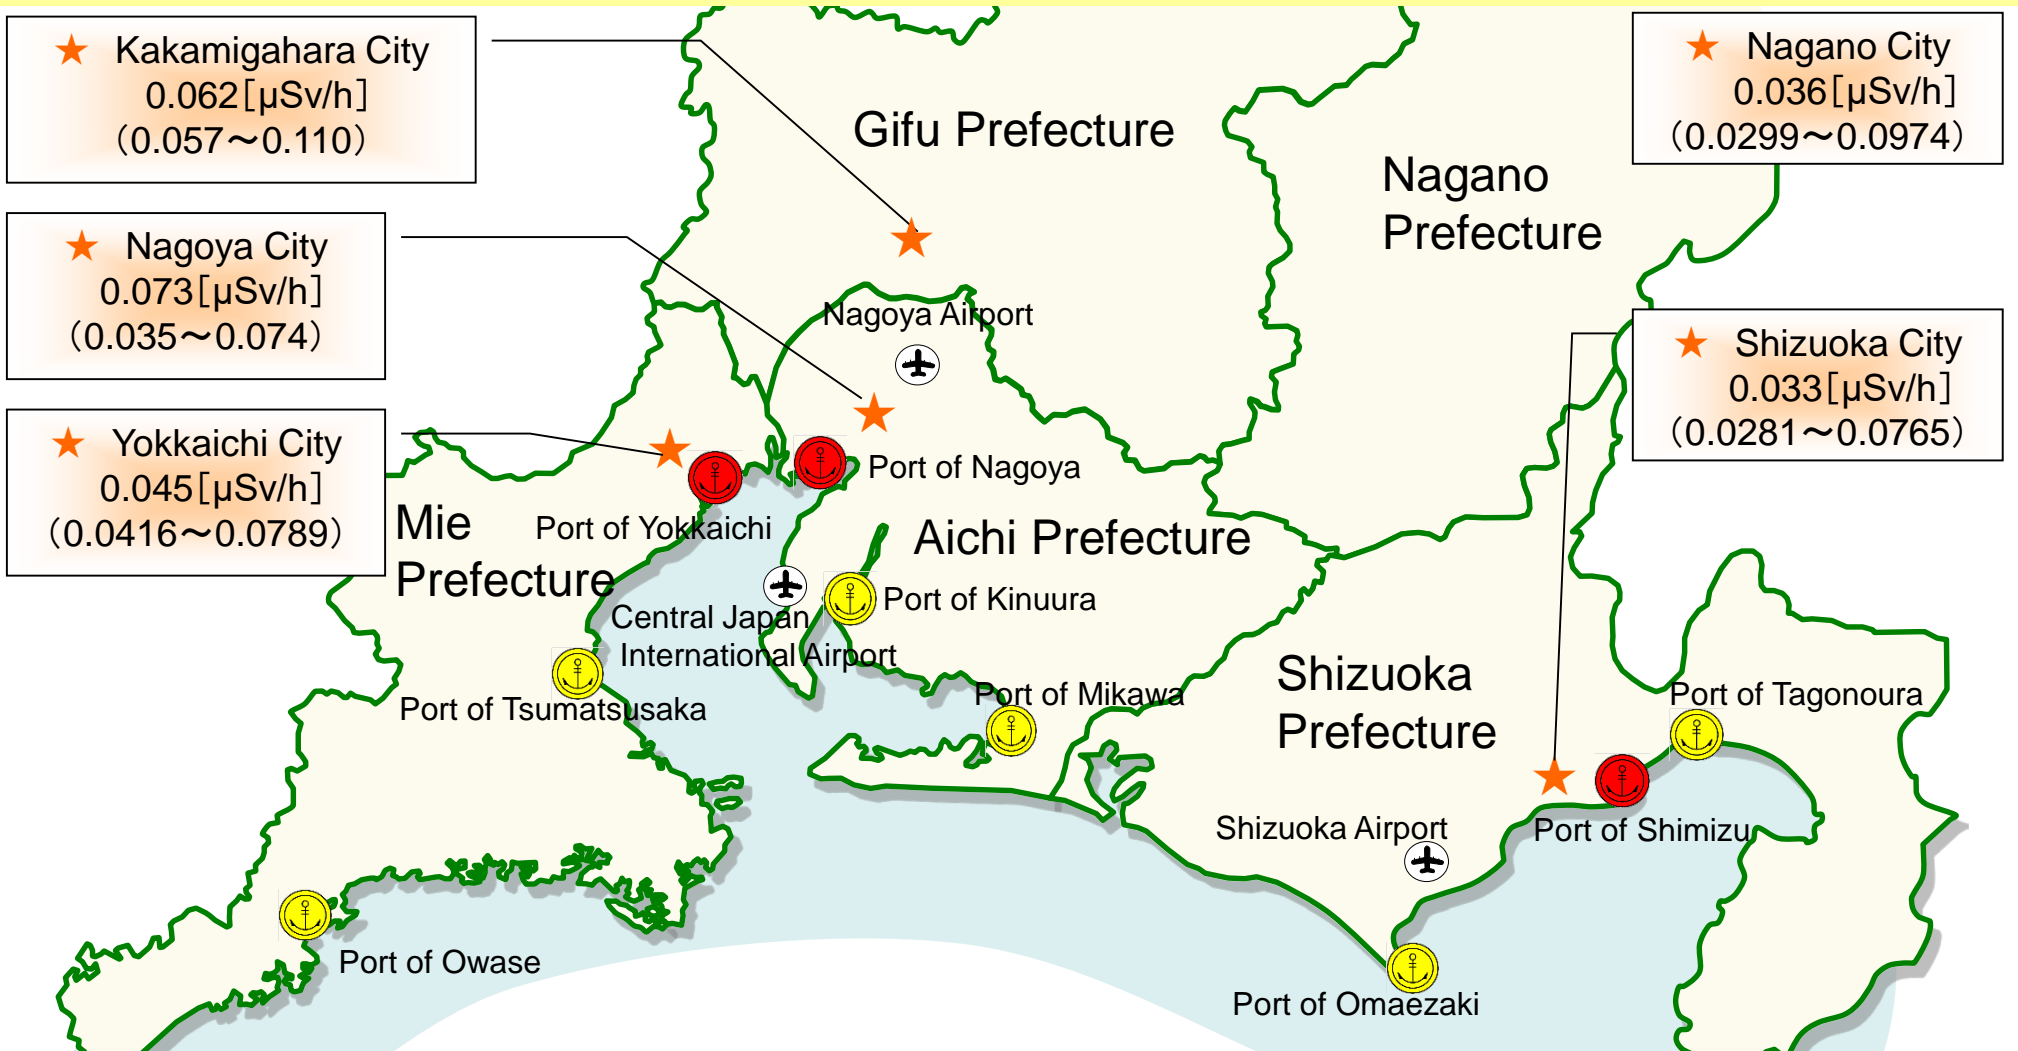 ★ Kakamigahara City
0.062[μSv/h]
(0.057～0.110)
★ Nagoya City
0.073[μSv/h]
(0.035～0.074)
★ Yokkaichi City
0.045[μSv/h]
(0.0416～0.0789)
★ Nagano City
0.036[μSv/h]
(0.0299～0.0974)
★ Shizuoka City
0.033[μSv/h]
(0.0281～0.0765)
Gifu Prefecture
Nagano
Prefecture
Nagoya Airport
Port of Nagoya
Mie
Prefecture
Port of Yokkaichi
Aichi Prefecture
Central Japan
International Airport
Port of Kinuura
Port of Tsumatsusaka
Port of Mikawa
Shizuoka
Prefecture
Port of Tagonoura
Shizuoka Airport
Port of Shimizu
Port of Owase
Port of Omaezaki